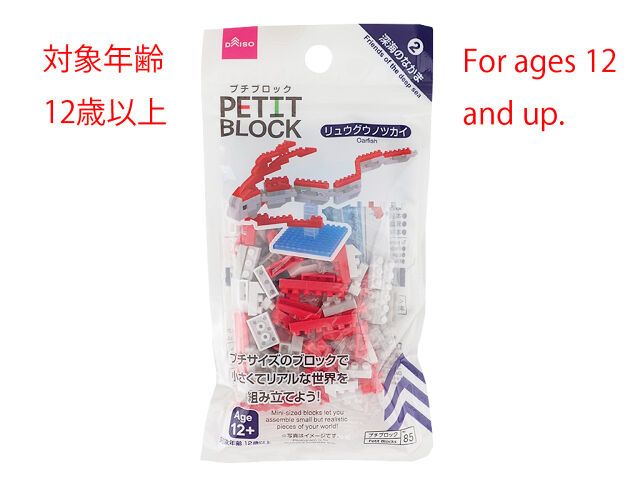 対象年齢
12歳以上
For ages 12
and up.
DAISO
2
深海のなかま
Friends of the deep sea
プチブロック
PETIT
BLOCK
リュウグウノツカイ
Oarfish
プチサイズのブロックで
小さくてリアルな世界を
組み立てよう!
Mini-sized blocks let you
assemble small but realistic
pieces of your world!
※写真はイメージです。
Age
12+
対象年齢 12歳以上
プチブロック
Petit Blocks
85